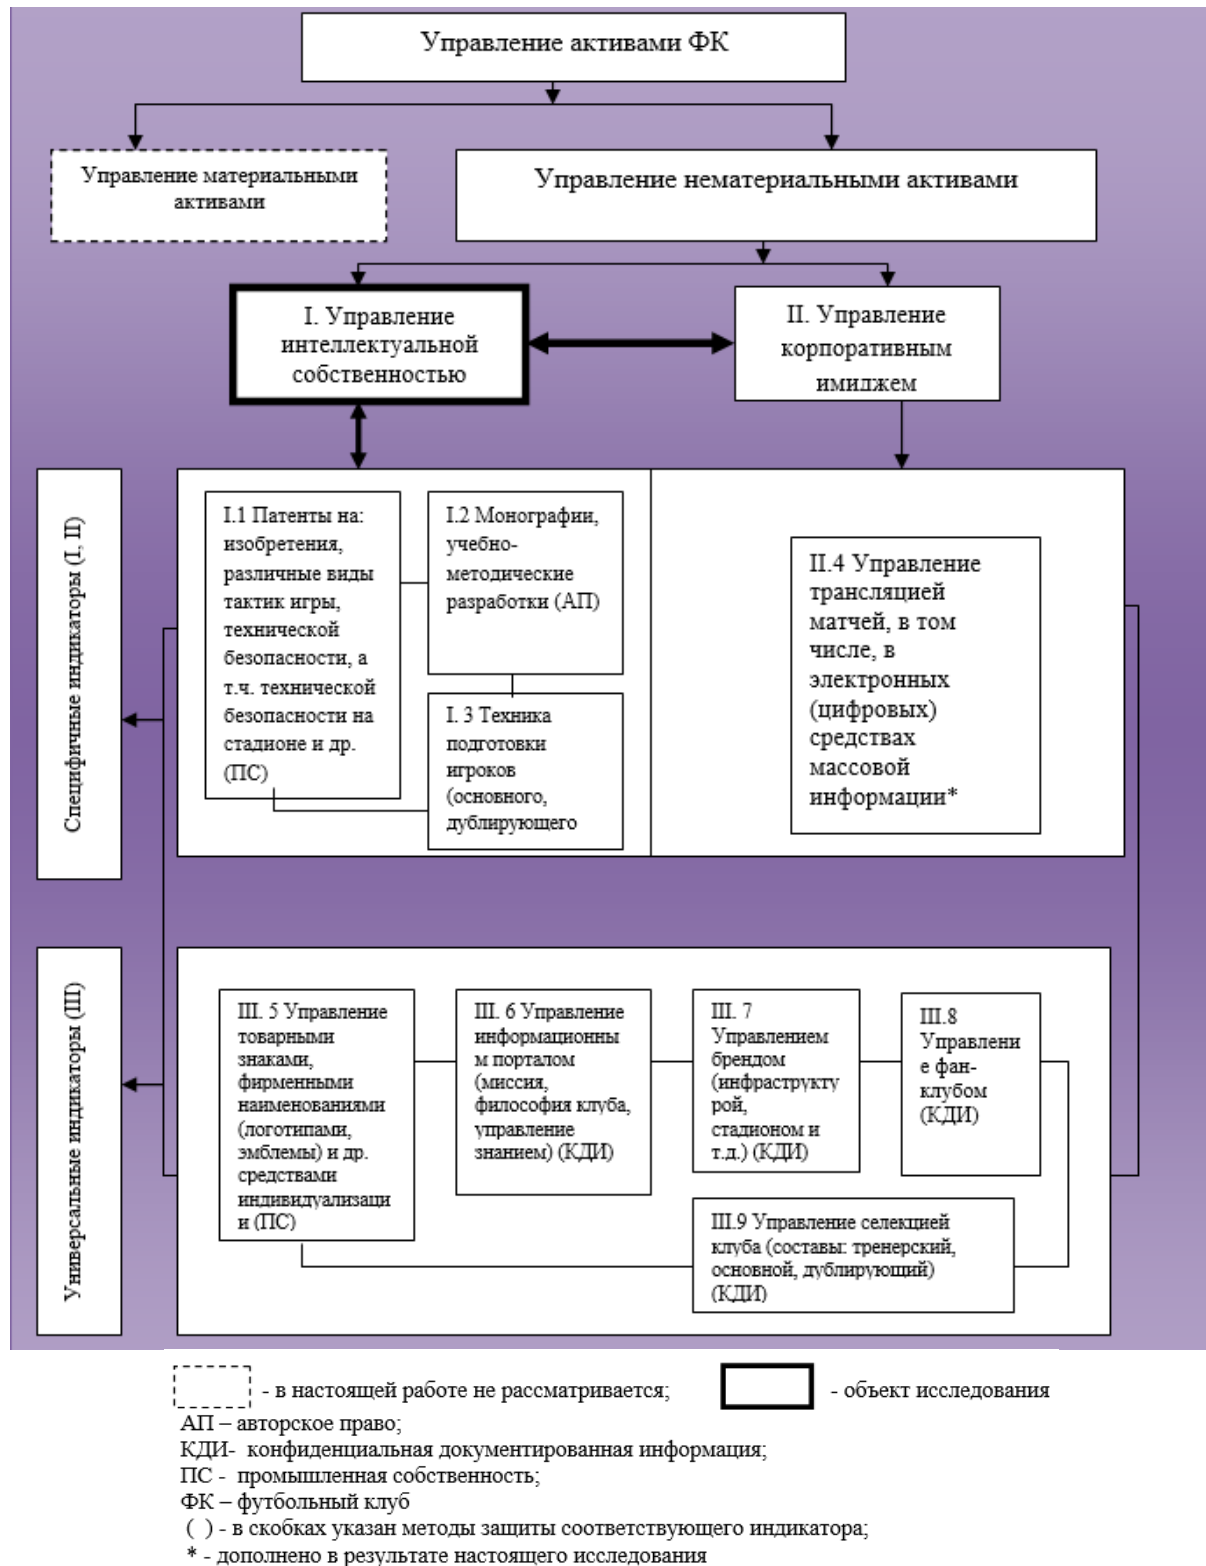 Управление активами ФК
Управление материальными
активами
Управление нематериальными активами
I. Управление
интеллектуальной
собственностью
II. Управление
корпоративным
имиджем
Специфичные индикаторы (I, II)
I.1 Патенты на:
изобретения,
различные виды
тактик игры,
технической
безопасности, а
т.ч. технической
безопасности на
стадионе и др.
(ПС)
I.2 Монографии,
учебно-
методические
разработки (АП)
I. 3 Техника
подготовки
игроков
(основного,
дублирующего
II.4 Управление
трансляцией
матчей, в том
числе, в
электронных
(цифровых)
средствах
массовой
информации*
Универсальные индикаторы (III)
III. 5 Управление
товарными
знаками,
фирменными
наименованиями
(логотипами,
эмблемы) и др.
средствами
индивидуализаци
и (ПС)
III. 6 Управление
информационны
м порталом
(миссия,
философия клуба,
управление
знанием) (КДИ)
III. 7
Управлением
брендом
(инфраструкту
рой,
стадионом и
т.д.) (КДИ)
III.8
Управлени
е фан-
клубом
(КДИ)
III.9 Управление селекцией
клуба (составы: тренерский,
основной, дублирующий)
(КДИ)
- в настоящей работе не рассматривается;
- объект исследования
АП – авторское право;
КДИ- конфиденциальная документированная информация;
ПС - промышленная собственность;
ФК – футбольный клуб
( ) - в скобках указан методы защиты соответствующего индикатора;
* - дополнено в результате настоящего исследования